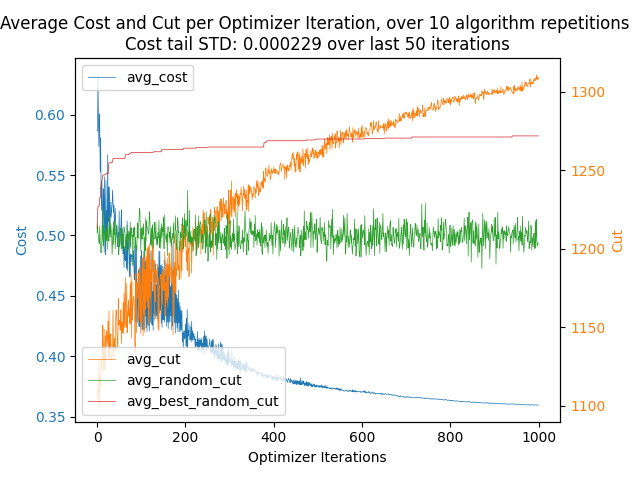 Average Cost and Cut per Optimizer Iteration, over 10 algorithm repetitions
Cost tail STD: 0.000229 over last 50 iterations
avg_cost
0.60
0.55
0.50
0.45
0.40
0.35
Cost
1300
1250
1200
1150
1100
Cut
avg_cut
avg_random_cut
avg_best_random_cut
0
200
400
600
800
1000
Optimizer Iterations